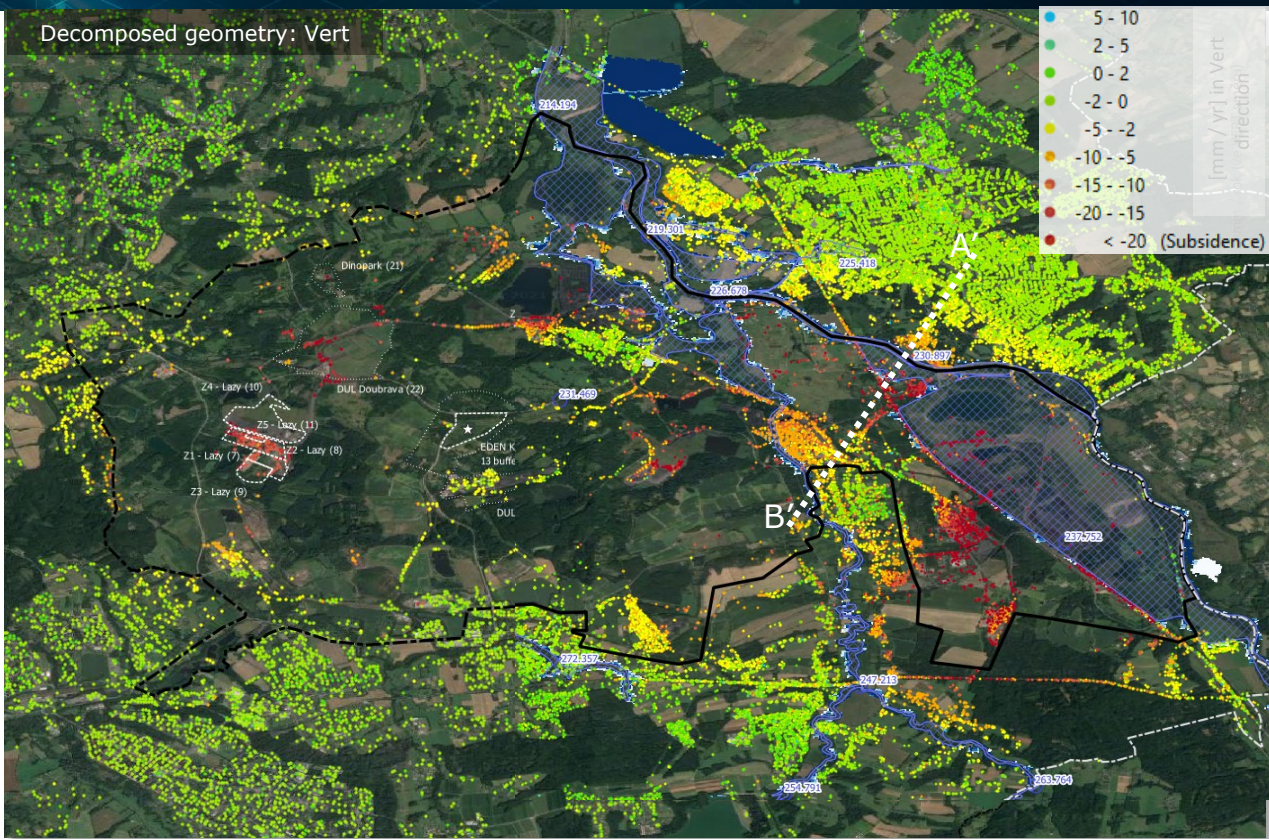 Decomposed geometry: Vert
5 - 10
2 - 5
0 - 2
-2 - 0
-5 - -2
-10 - -5
-15 - -10
-20 - -15
< -20 (Subsidence)
[mm / yr] in Vert
direction
214.194
219.301
225.418
A'
Dinopark (21)
226.678
Z
230.897
Z4 - Lazy (10)
DUL Doubrava (22)
231.469
Z5 - Lazy (11)
EDEN K
Z1 - Lazy (7)
Z2 - Lazy (8)
13 buffe
Z3 - Lazy (9)
DUL
B'
237.752
272.357
247.213
263.764
254.791